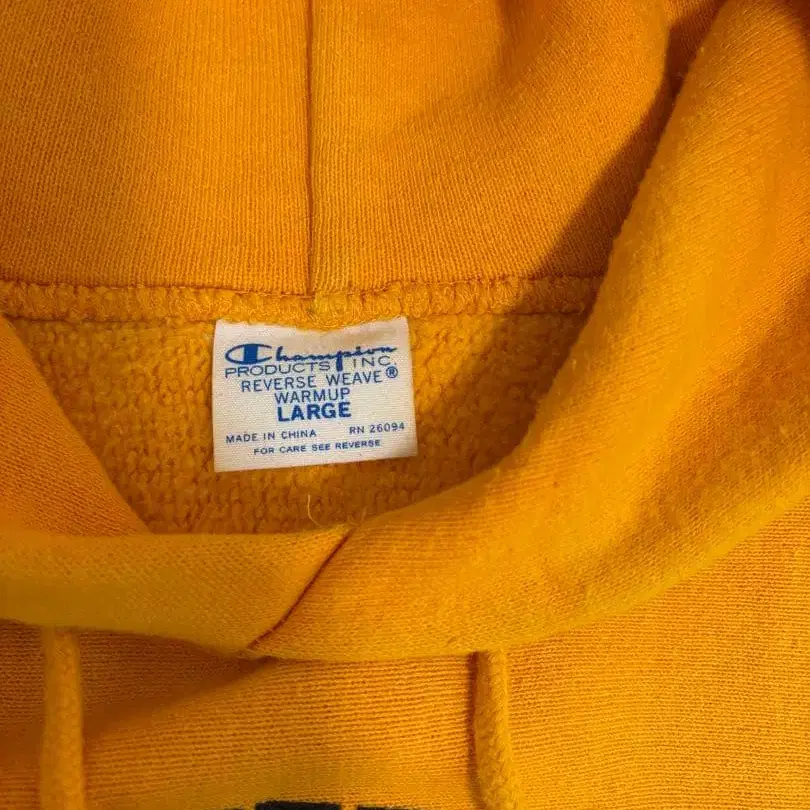 Champion
PRODUCTS INC.
REVERSE WEAVE®
WARMUP
LARGE
MADE IN CHINA RN 26094
FOR CARE SEE REVERSE